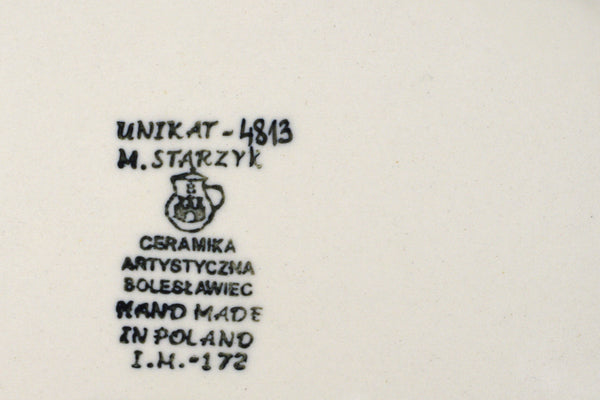 UNIKAT-4813
M. STARZYK
CERAMIKA
ARTYSTYCZNA
BOLESŁAWIEC
HAND MADE
IN POLAND
I.H.-172